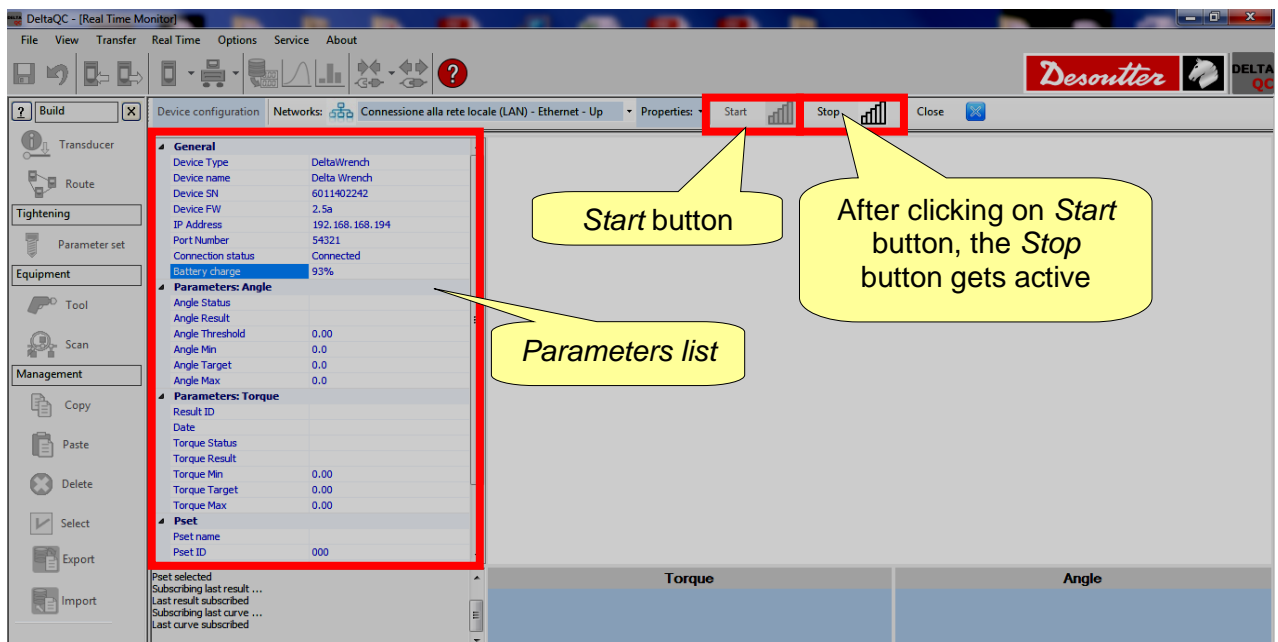 DeltaQC - [Real Time Monitor]
File View Transfer Real Time Options Service About
Desoutter
DELTA
QC
? Build X
Device configuration Networks: Connessione alla rete locale (LAN) - Ethernet - Up Properties: Start Stop Close
Transducer
Route
Tightening
Parameter set
Equipment
Tool
Scan
Management
Copy
Paste
Delete
Select
Export
Import
General
Device Type DeltaWrench
Device name Delta Wrench
Device SN 6011402242
Device FW 2.5a
IP Address 192.168.168.194
Port Number 54321
Connection status Connected
Battery charge 93%
Parameters: Angle
Angle Status
Angle Result
Angle Threshold 0.00
Angle Min 0.0
Angle Target 0.0
Angle Max 0.0
Parameters: Torque
Result ID
Date
Torque Status
Torque Result
Torque Min 0.00
Torque Target 0.00
Torque Max 0.00
Pset
Pset name
Pset ID 000
Start button
After clicking on Start
button, the Stop
button gets active
Parameters list
Pset selected
Subscribing last result ...
Last result subscribed
Subscribing last curve ...
Last curve subscribed
Torque
Angle